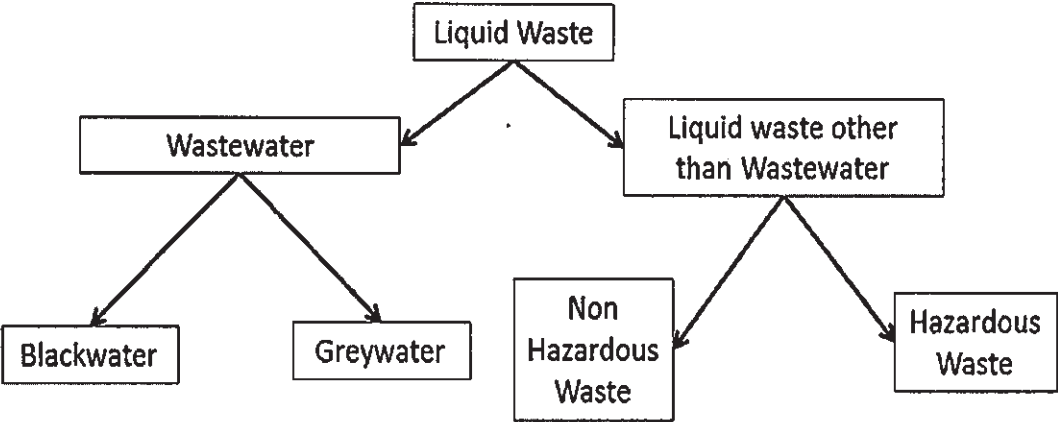 Liquid Waste
Wastewater
Liquid waste other
than Wastewater
Blackwater
Greywater
Non
Hazardous
Waste
Hazardous
Waste